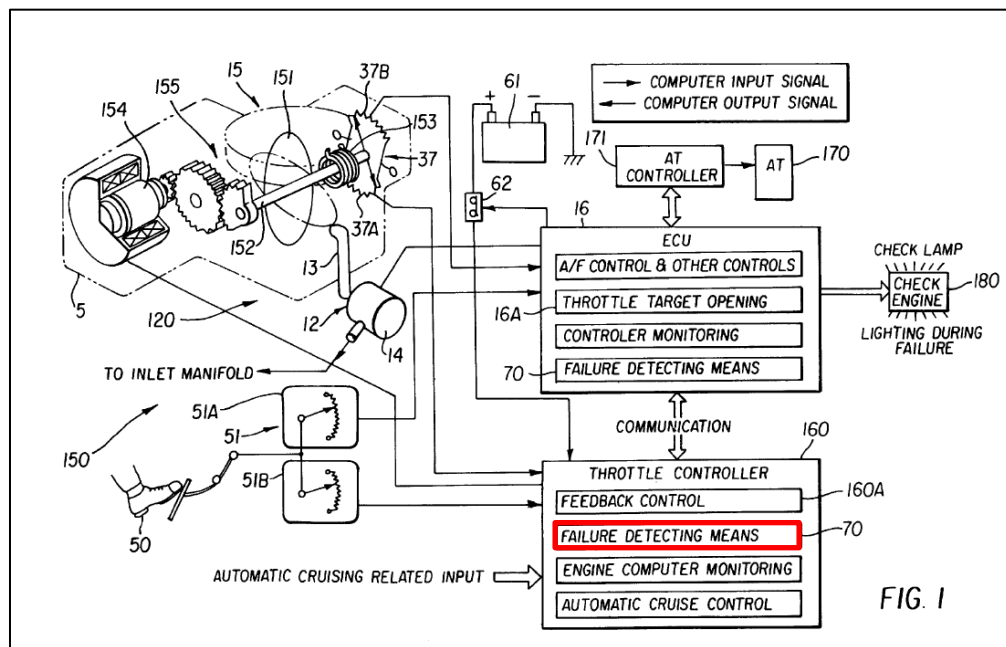 15
151
37B
155
154
153
37
152
37A
13
5
120
12
14
TO INLET MANIFOLD
+ −
61
62
COMPUTER INPUT SIGNAL
COMPUTER OUTPUT SIGNAL
171
AT CONTROLLER
AT
170
16
ECU
A/F CONTROL & OTHER CONTROLS
16A
THROTTLE TARGET OPENING
CONTROLER MONITORING
70
FAILURE DETECTING MEANS
CHECK LAMP
CHECK ENGINE
180
LIGHTING DURING
FAILURE
COMMUNICATION
150
51A
51
51B
50
160
THROTTLE CONTROLLER
FEEDBACK CONTROL
160A
FAILURE DETECTING MEANS
70
ENGINE COMPUTER MONITORING
AUTOMATIC CRUISE CONTROL
AUTOMATIC CRUISING RELATED INPUT
FIG. 1